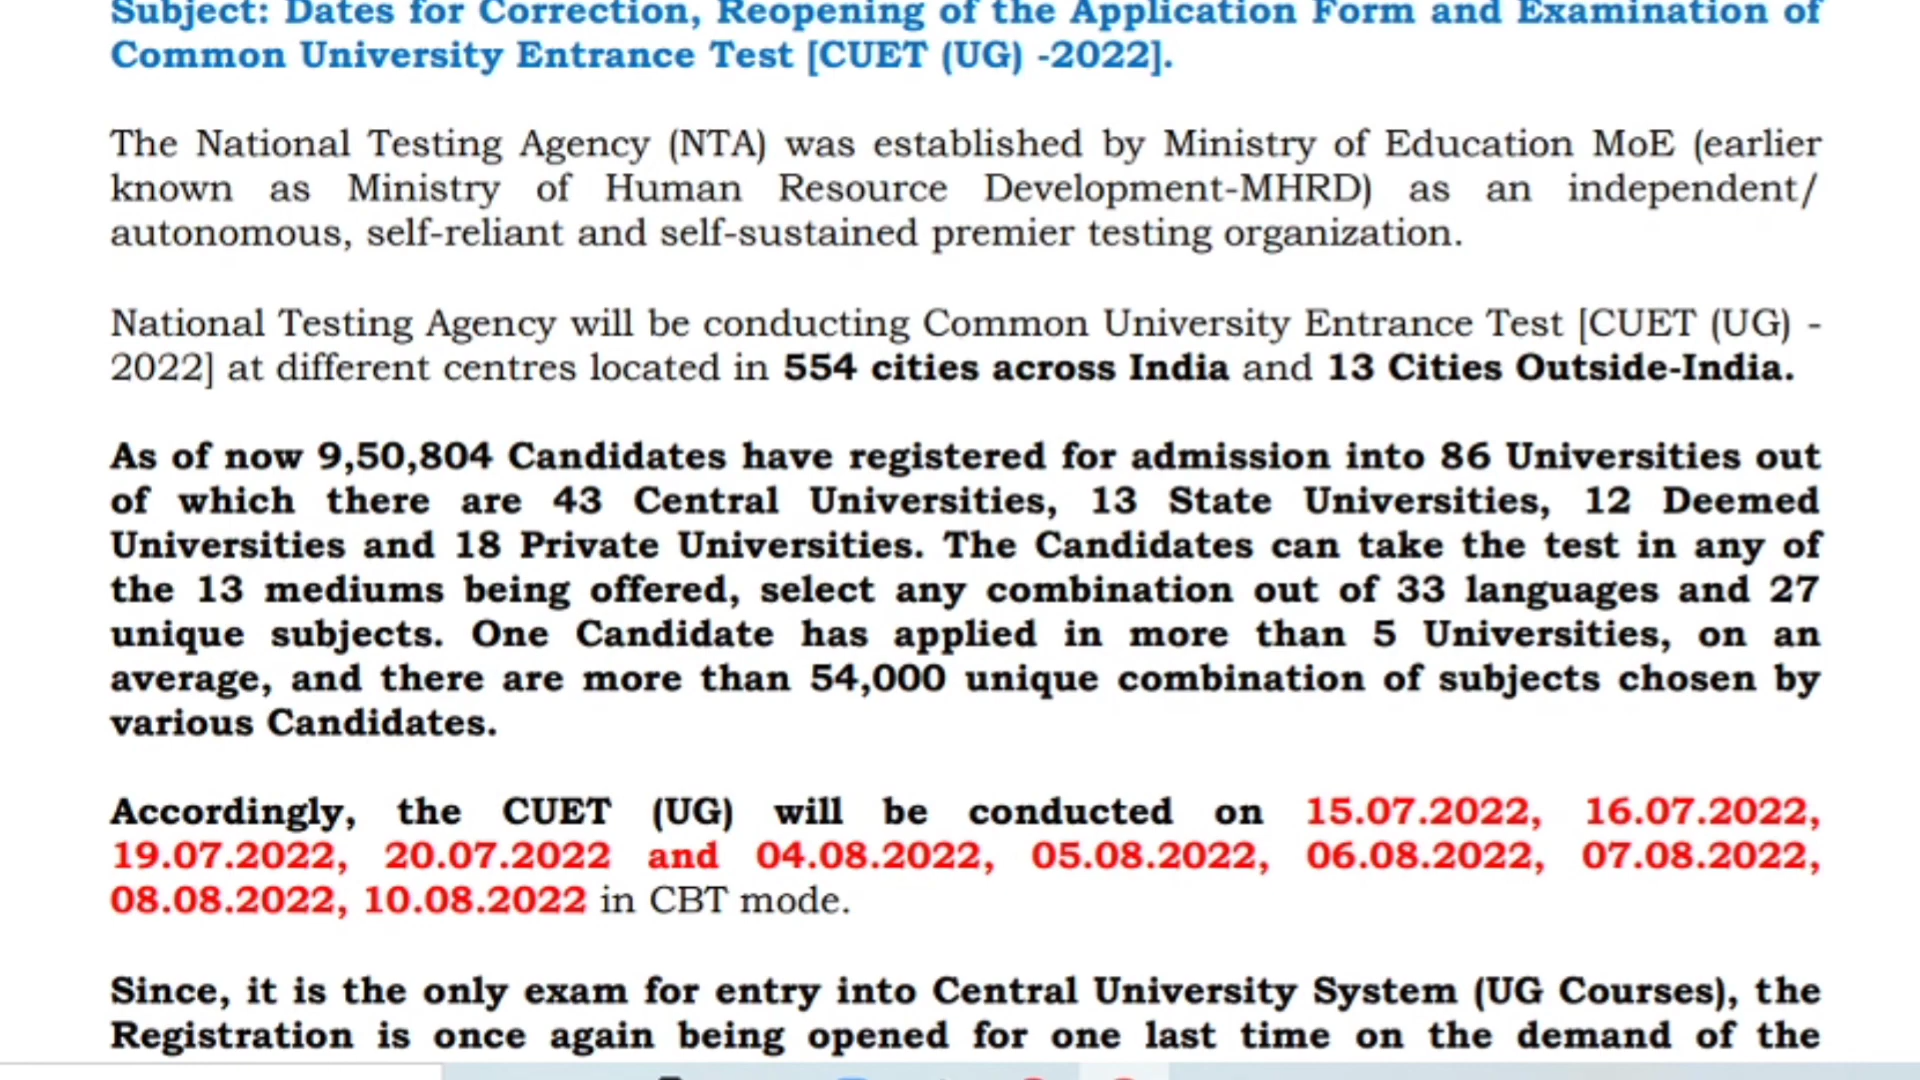 Subject: Dates for Correction, Reopening of the Application Form and Examination of
Common University Entrance Test [CUET (UG) -2022].
The National Testing Agency (NTA) was established by Ministry of Education MoE (earlier
known as Ministry of Human Resource Development-MHRD) as an independent/
autonomous, self-reliant and self-sustained premier testing organization.
National Testing Agency will be conducting Common University Entrance Test [CUET (UG) -
2022] at different centres located in 554 cities across India and 13 Cities Outside-India.
As of now 9,50,804 Candidates have registered for admission into 86 Universities out
of which there are 43 Central Universities, 13 State Universities, 12 Deemed
Universities and 18 Private Universities. The Candidates can take the test in any of
the 13 mediums being offered, select any combination out of 33 languages and 27
unique subjects. One Candidate has applied in more than 5 Universities, on an
average, and there are more than 54,000 unique combination of subjects chosen by
various Candidates.
Accordingly, the CUET (UG) will be conducted on 15.07.2022, 16.07.2022,
19.07.2022, 20.07.2022 and 04.08.2022, 05.08.2022, 06.08.2022, 07.08.2022,
08.08.2022, 10.08.2022 in CBT mode.
Since, it is the only exam for entry into Central University System (UG Courses), the
Registration is once again being opened for one last time on the demand of the